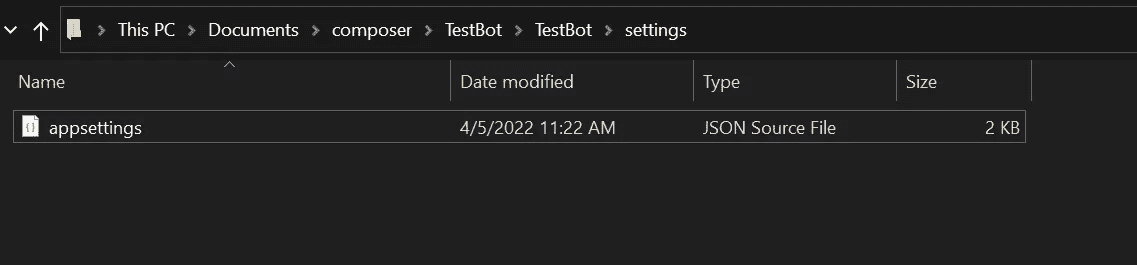 This PC > Documents > composer > TestBot > TestBot > settings
Name Date modified Type Size
appsettings 4/5/2022 11:22 AM JSON Source File 2 KB